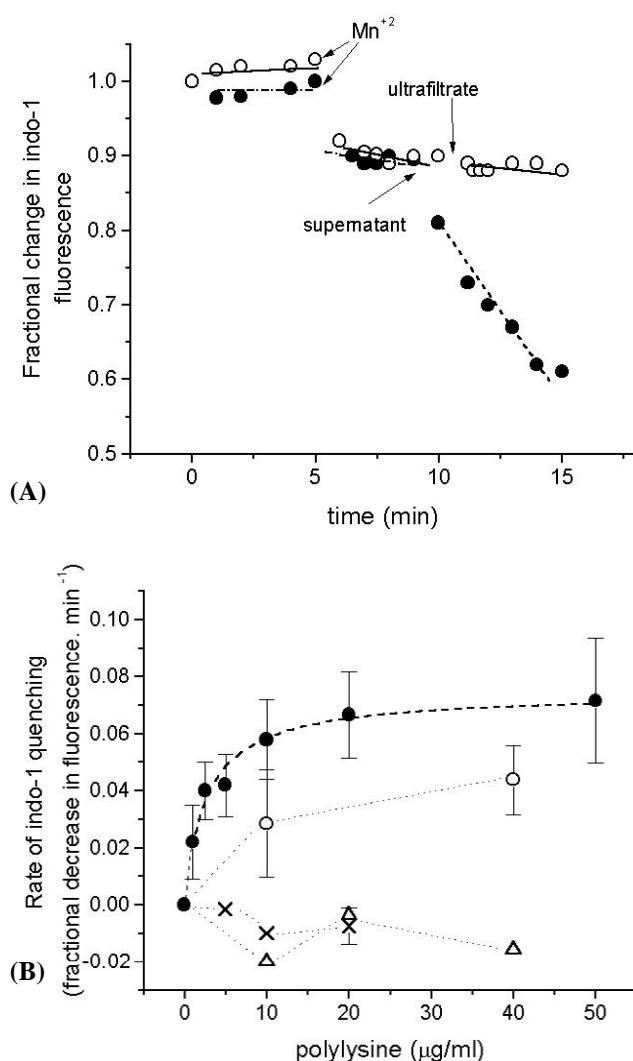 Mn+2
1.0
ultrafiltrate
0.9
supernatant
0.8
0.7
0.6
0.5
Fractional change in indo-1
fluorescence
0 5 10 15
(A)
time (min)
0.10
0.08
0.06
0.04
0.02
0.00
-0.02
Rate of indo-1 quenching
(fractional decrease in fluorescence. min -1)
(B)
0 10 20 30 40 50
polylysine (μg/ml)